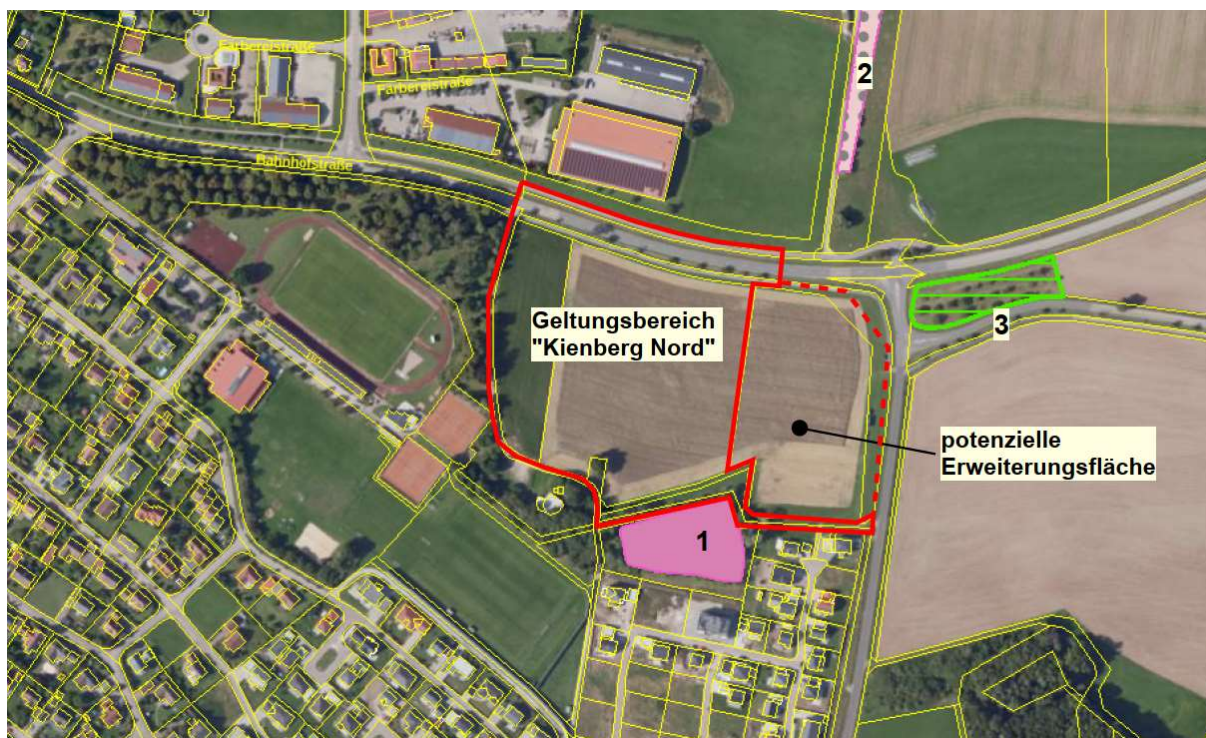 Färbereistraße
Färbereistraße
2
Bahnhofstraße
Geltungsbereich
"Kienberg Nord"
3
potenzielle
Erweiterungsfläche
1